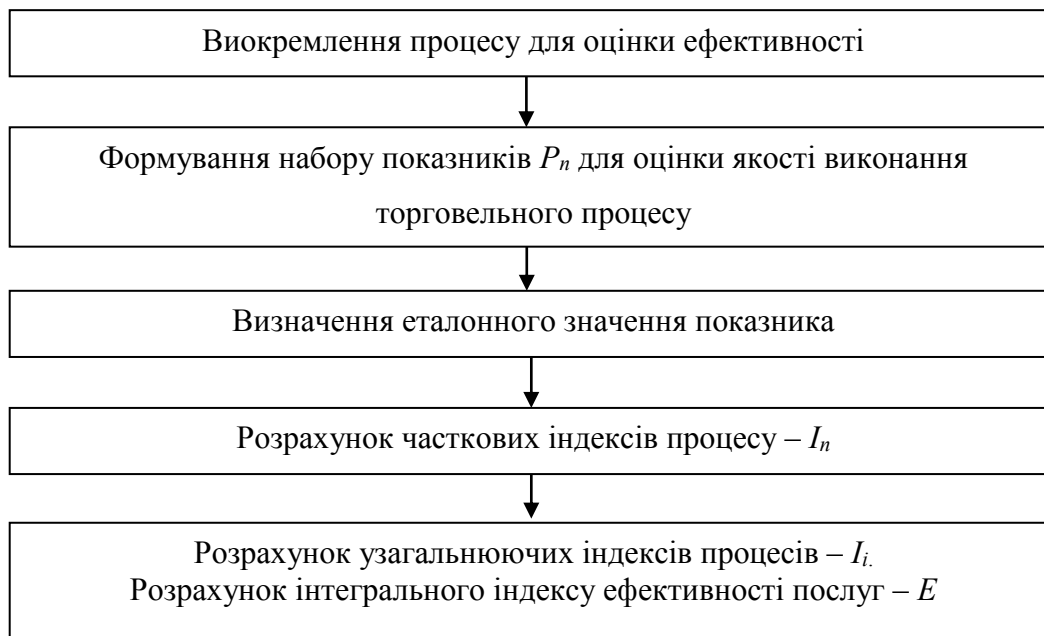 Виокремлення процесу для оцінки ефективності
Формування набору показників Pn для оцінки якості виконання
торговельного процесу
Визначення еталонного значення показника
Розрахунок часткових індексів процесу – In
Розрахунок узагальнюючих індексів процесів – Ii.
Розрахунок інтегрального індексу ефективності послуг – E